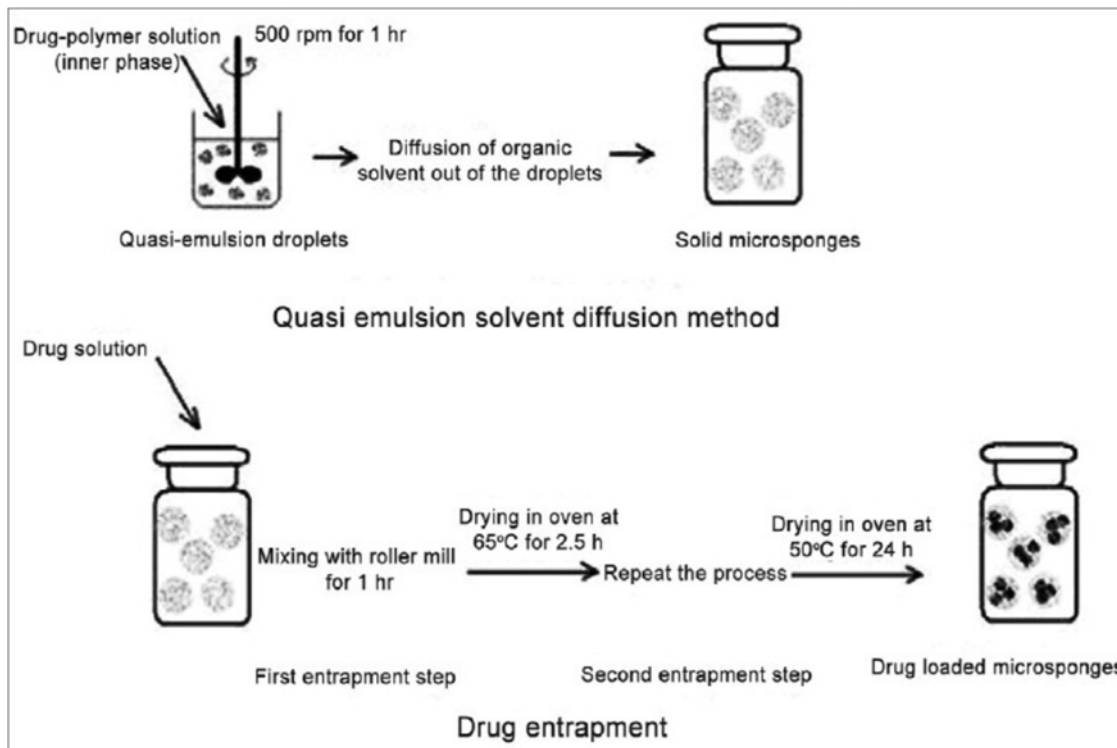 Drug-polymer solution
(inner phase)
500 rpm for 1 hr
Diffusion of organic
solvent out of the droplets
Quasi-emulsion droplets
Solid microsponges
Quasi emulsion solvent diffusion method
Drug solution
Mixing with roller mill
for 1 hr
Drying in oven at
65°C for 2.5 h
Repeat the process
Drying in oven at
50°C for 24 h
First entrapment step
Second entrapment step
Drug loaded microsponges
Drug entrapment